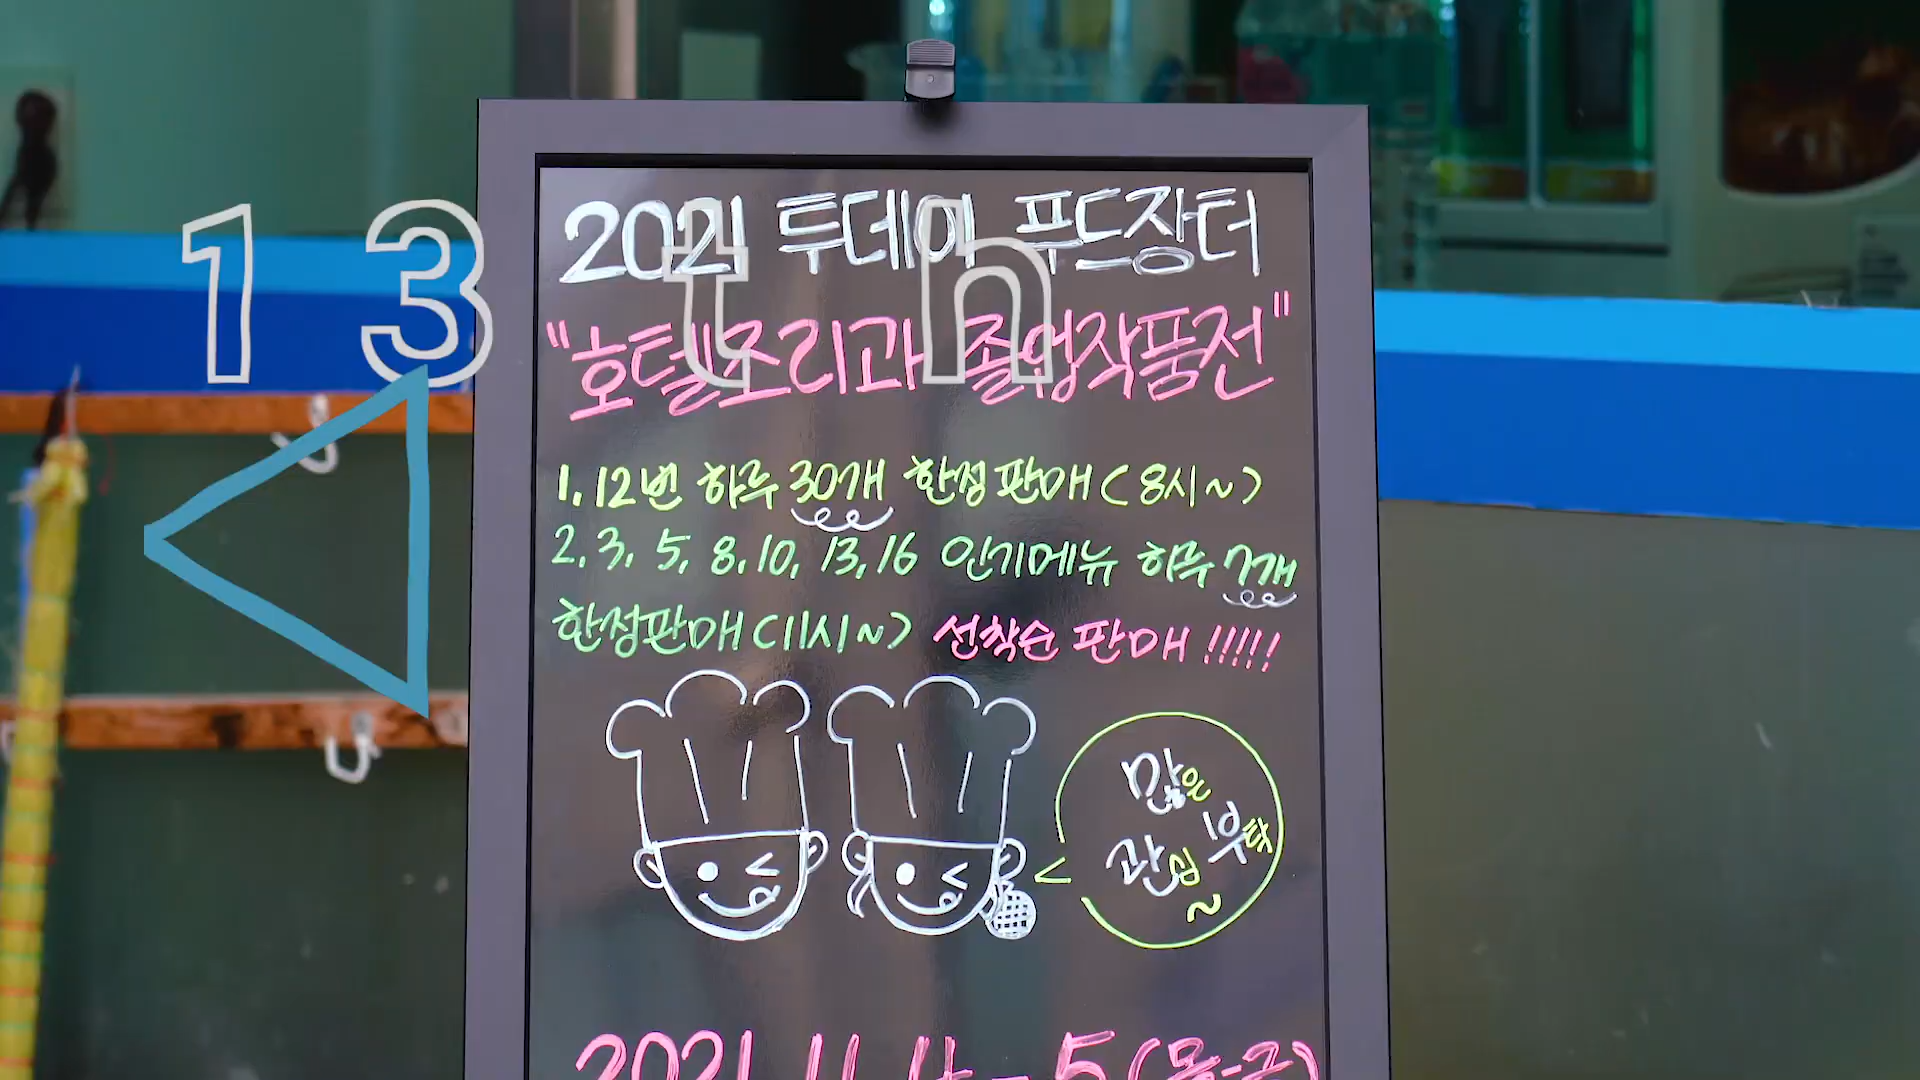 13th
2021 투데이 푸드장터
"호텔조리과 졸업작품전"
1, 12번 하루 30개 한정판매 (8시~)
2, 3, 5, 8, 10, 13, 16 인기메뉴 하루 7개
한정판매 (11시~) 선착순 판매 !!!!!
많은
관심 부탁
~
2021. 11. 4 - 5 (목-금)